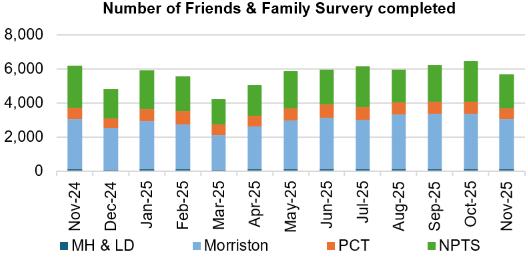 Number of Friends & Family Survery completed
8,000
6,000
4,000
2,000
0
Nov-24 Dec-24 Jan-25 Feb-25 Mar-25 Apr-25 May-25 Jun-25 Jul-25 Aug-25 Sep-25 Oct-25 Nov-25
MH & LD Morriston PCT NPTS